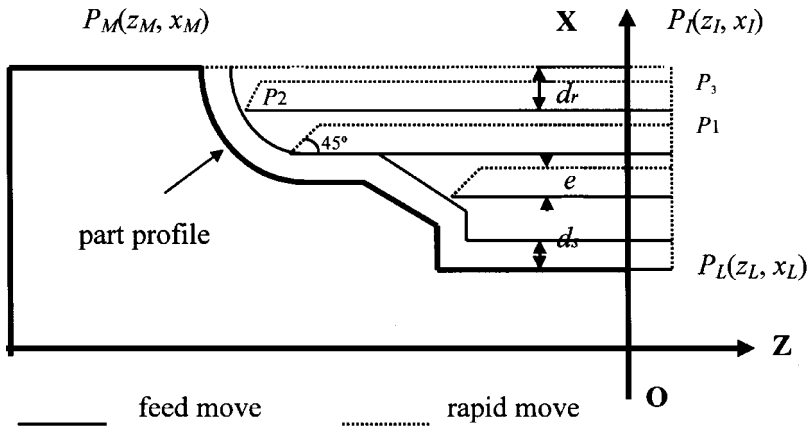 P_M(z_M, x_M) X P_I(z_I, x_I)
P2 d_r P_3
P1
45°
e
part profile d_s
P_L(z_L, x_L)
Z
O
feed move rapid move